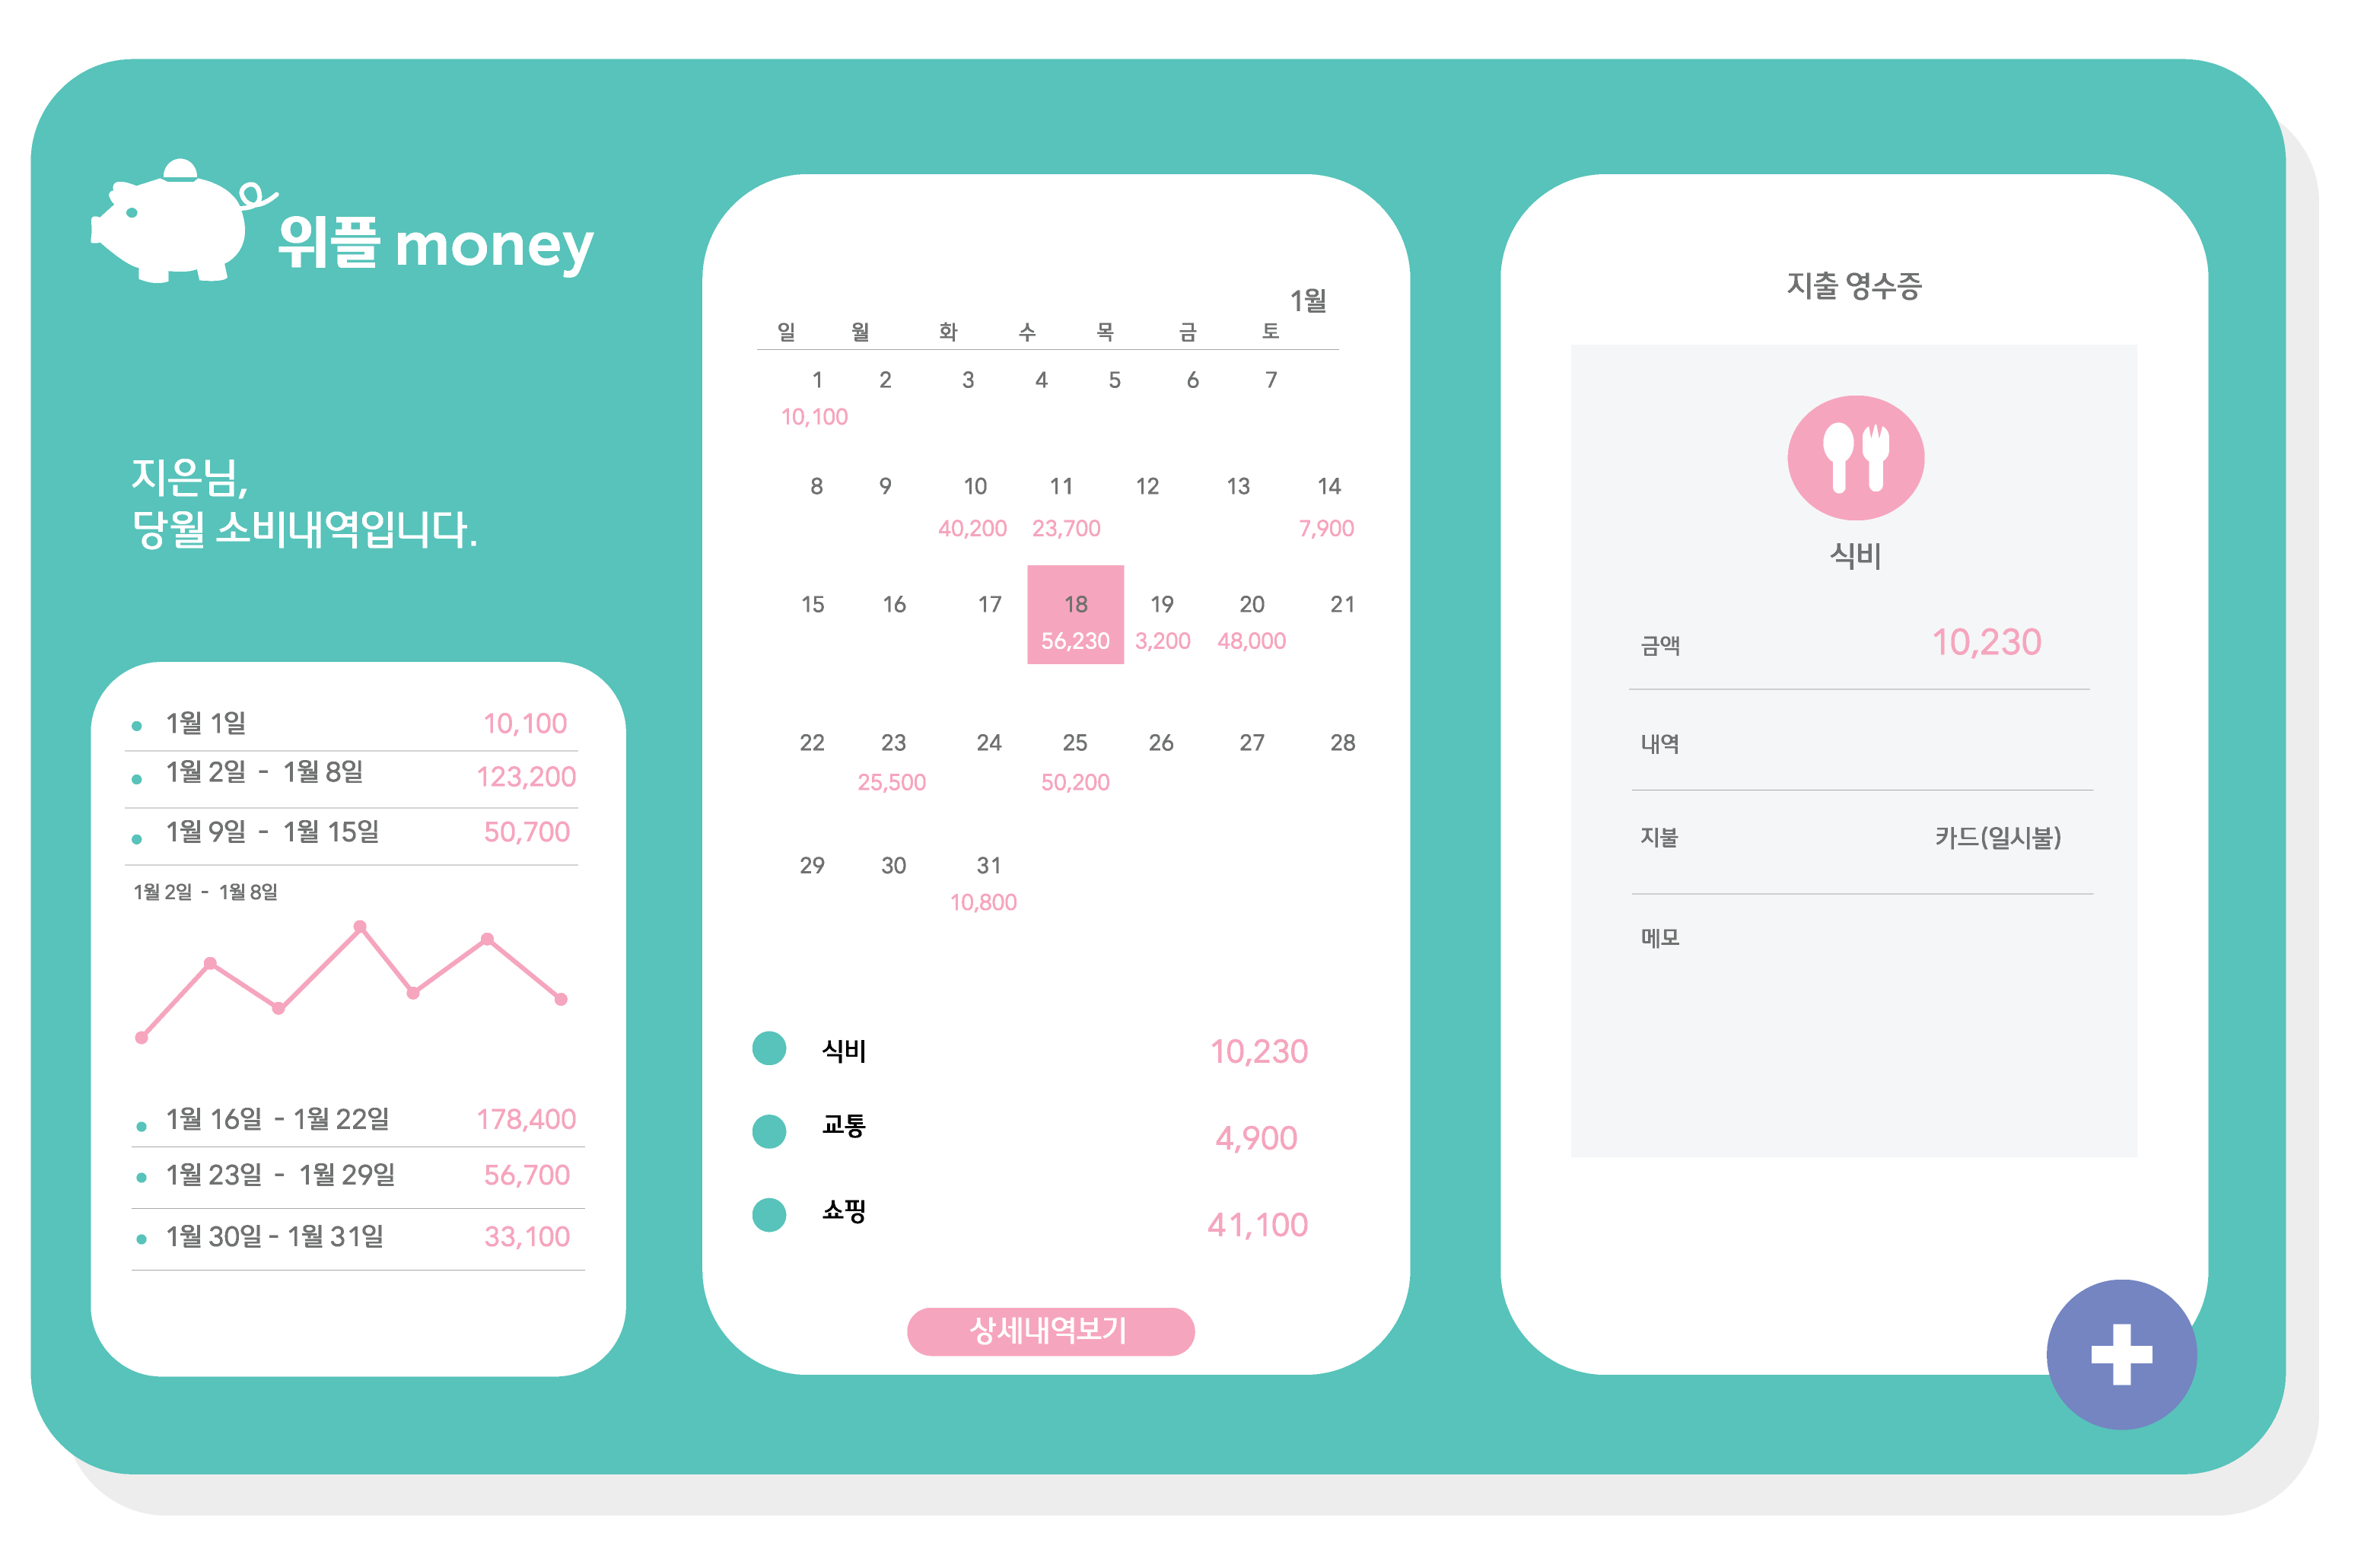 위플 money
지은님,
당월 소비내역입니다.
1월 1일 10,100
1월 2일 - 1월 8일 123,200
1월 9일 - 1월 15일 50,700
1월 2일 - 1월 8일
1월 16일 - 1월 22일 178,400
1월 23일 - 1월 29일 56,700
1월 30일 - 1월 31일 33,100
1월
일 월 화 수 목 금 토
1 2 3 4 5 6 7
10,100
8 9 10 11 12 13 14
40,200 23,700 7,900
15 16 17 18 19 20 21
56,230 3,200 48,000
22 23 24 25 26 27 28
25,500 50,200
29 30 31
10,800
식비 10,230
교통 4,900
쇼핑 41,100
상세내역보기
지출 영수증
식비
금액 10,230
내역
지불 카드(일시불)
메모